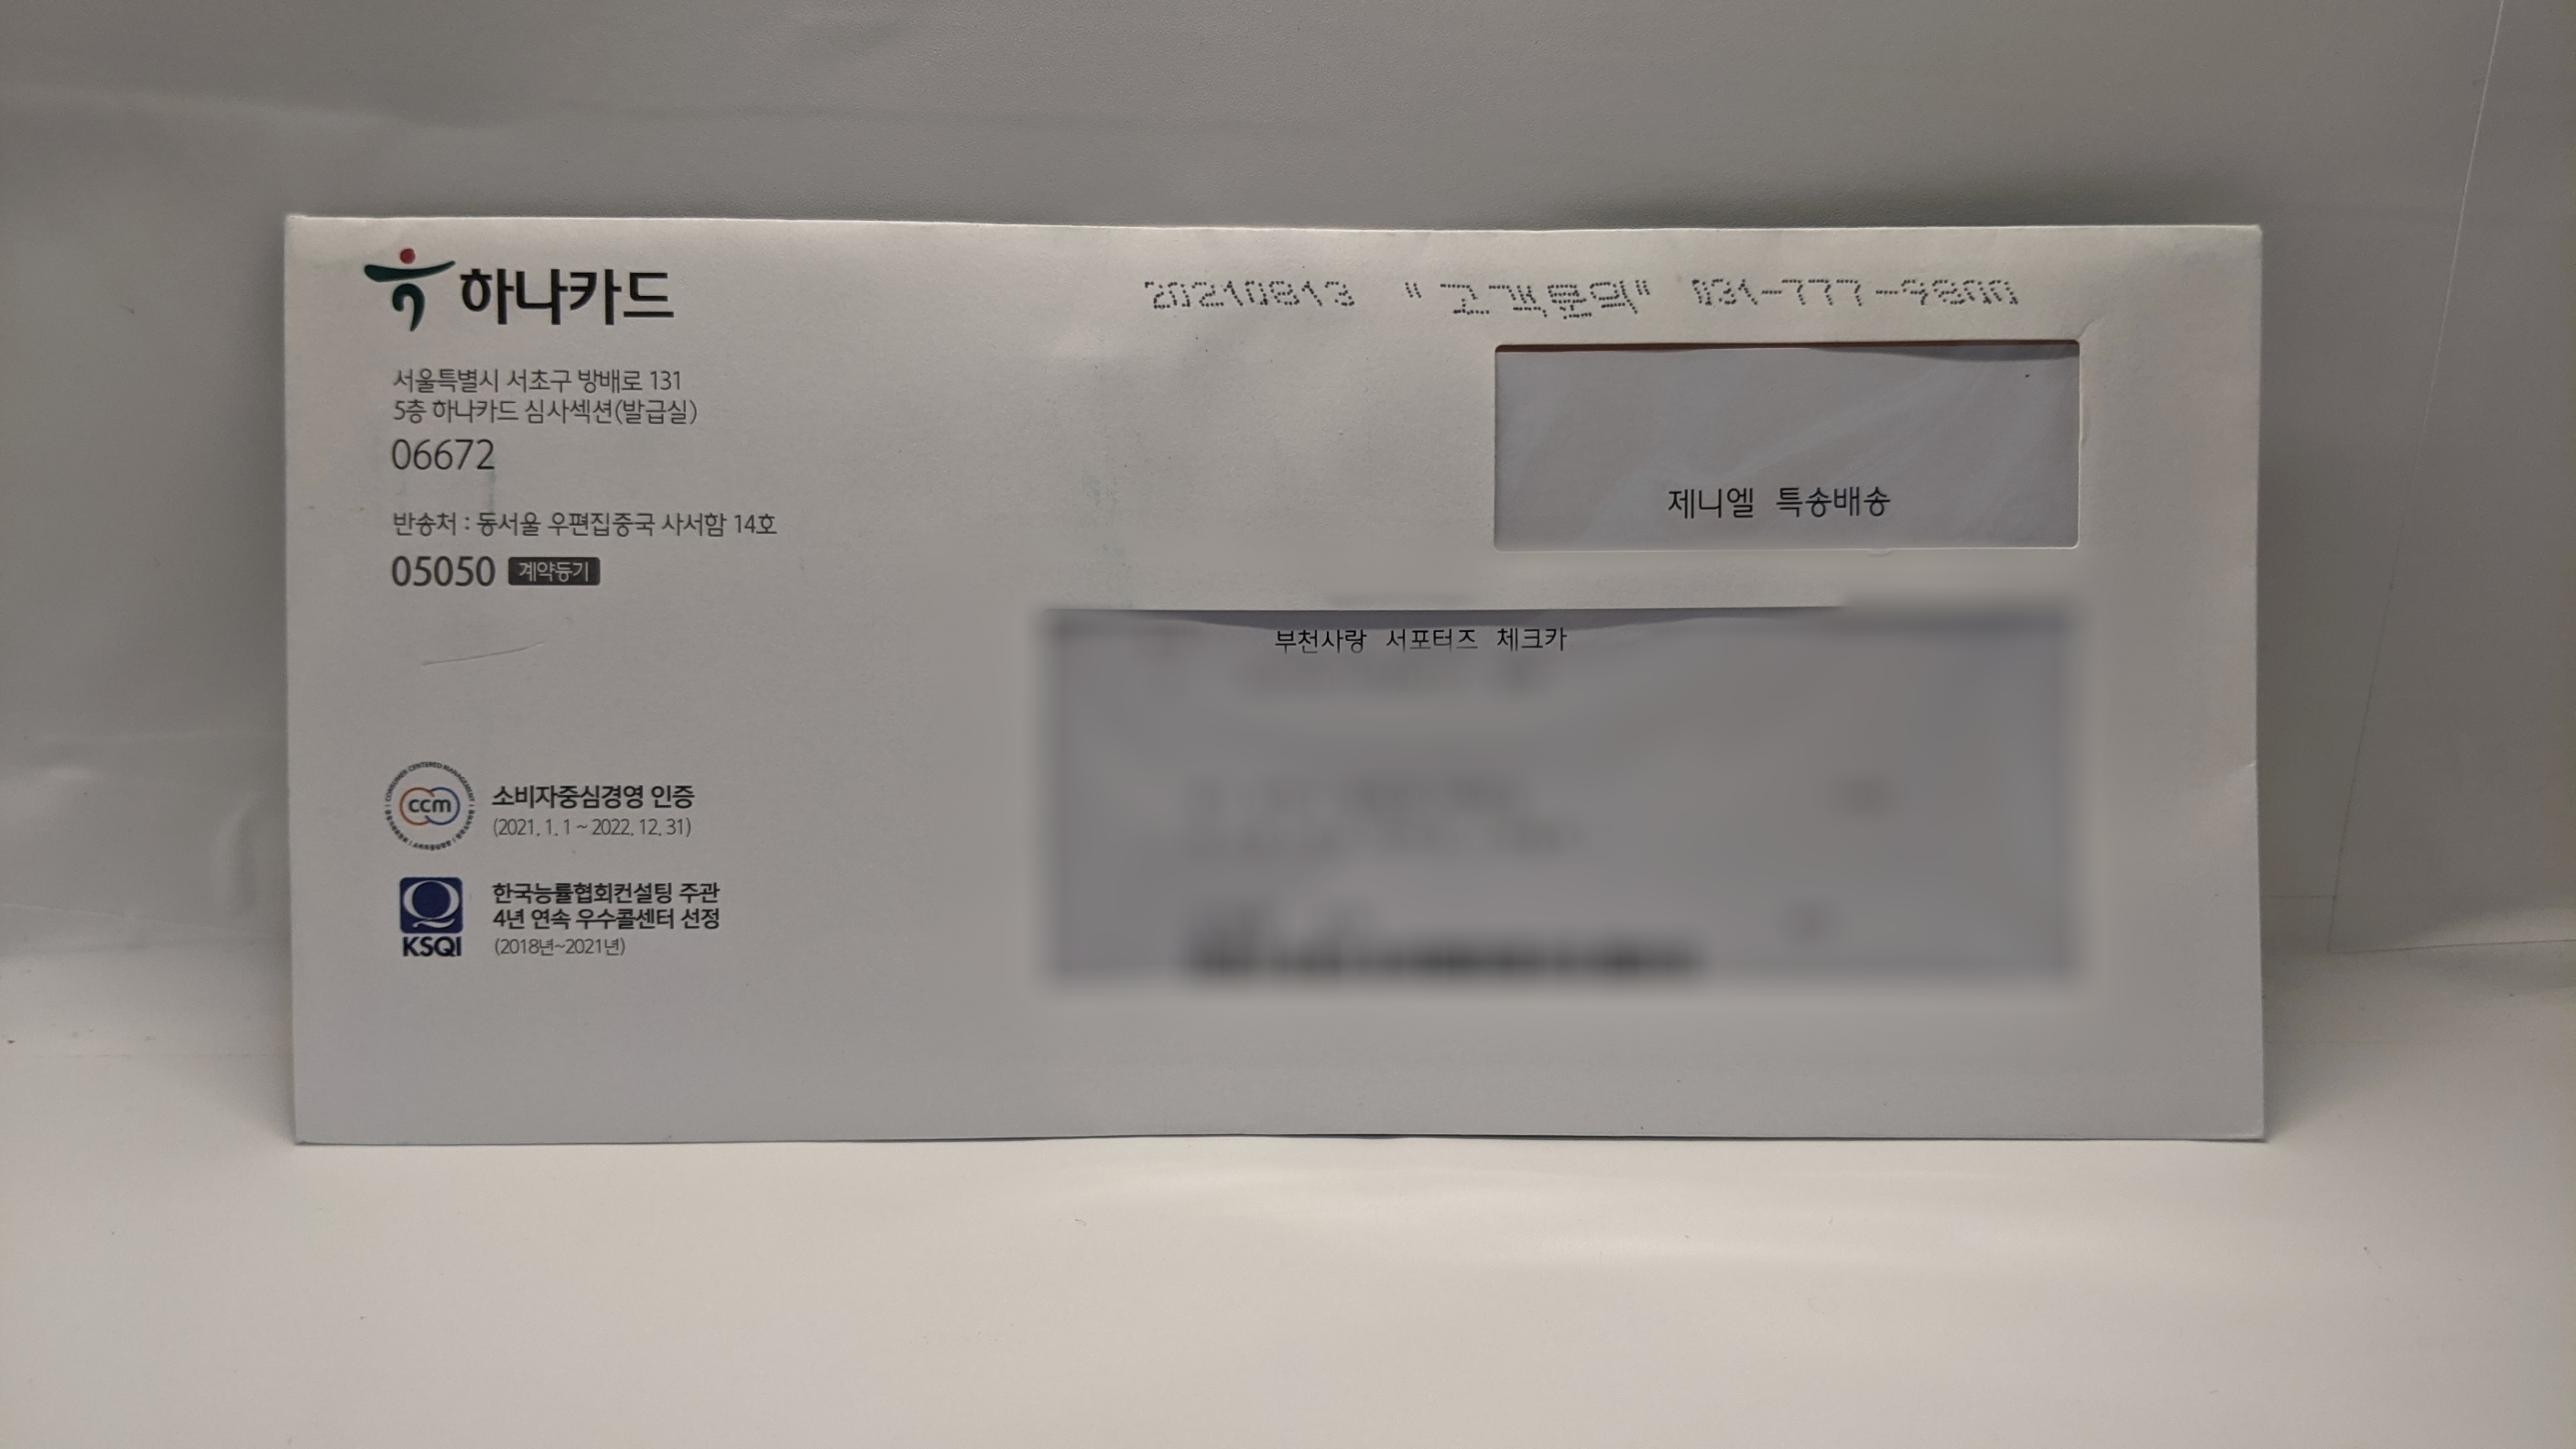 하나카드
20210813 "고객문의" 031-777-9800
서울특별시 서초구 방배로 131
5층 하나카드 심사섹션(발급실)
06672
반송처 : 동서울 우편집중국 사서함 14호
05050 계약등기
제니엘 특송배송
부천사랑 서포터즈 체크카
ccm
CONSUMER CENTERED MANAGEMENT
소비자중심경영 인증
(2021. 1. 1 ~ 2022. 12. 31)
KSQI
한국능률협회컨설팅 주관
4년 연속 우수콜센터 선정
(2018년~2021년)